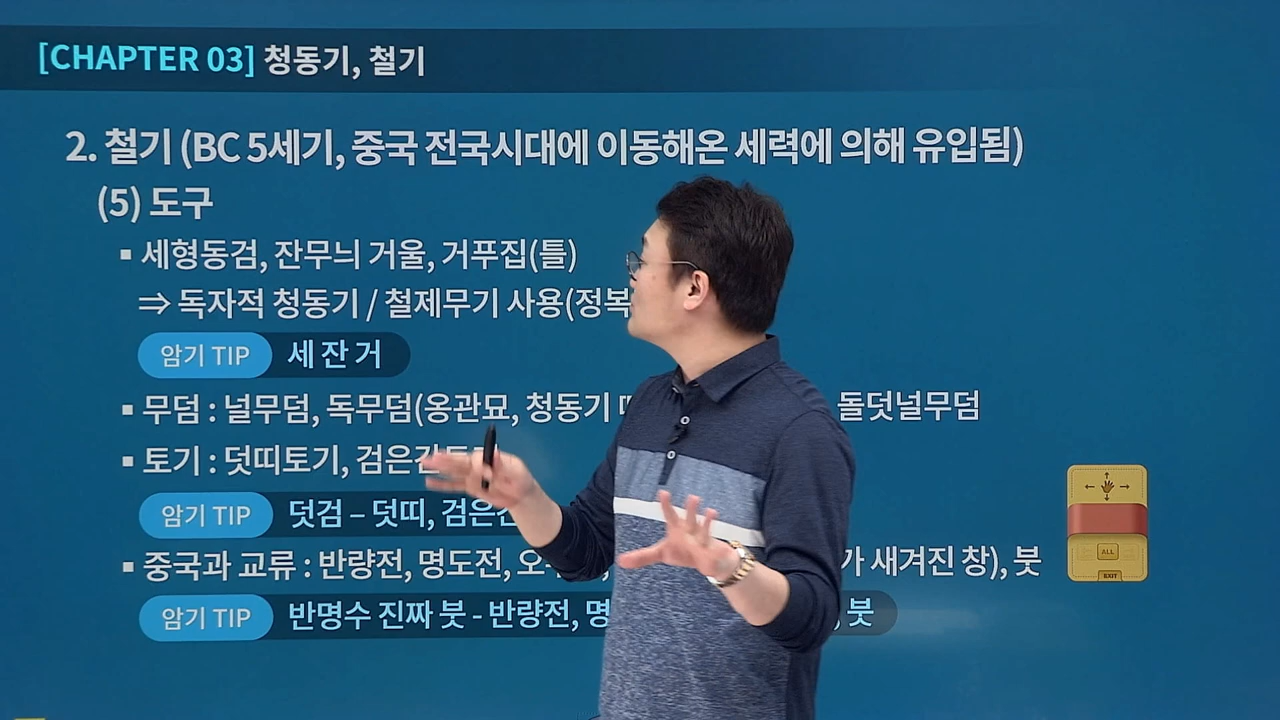 [CHAPTER 03] 청동기, 철기
2. 철기 (BC 5세기, 중국 전국시대에 이동해온 세력에 의해 유입됨)
(5) 도구
▪ 세형동검, 잔무늬 거울, 거푸집(틀)
⇒ 독자적 청동기 / 철제무기 사용(정복
암기 TIP 세 잔 거
▪ 무덤 : 널무덤, 독무덤(옹관묘, 청동기 돌덧널무덤
▪ 토기 : 덧띠토기, 검은간토기
암기 TIP 덧검 – 덧띠, 검은간
▪ 중국과 교류 : 반량전, 명도전, 오 가 새겨진 창), 붓
암기 TIP 반명수 진짜 붓 - 반량전, 명 , 붓
ALL
EXIT